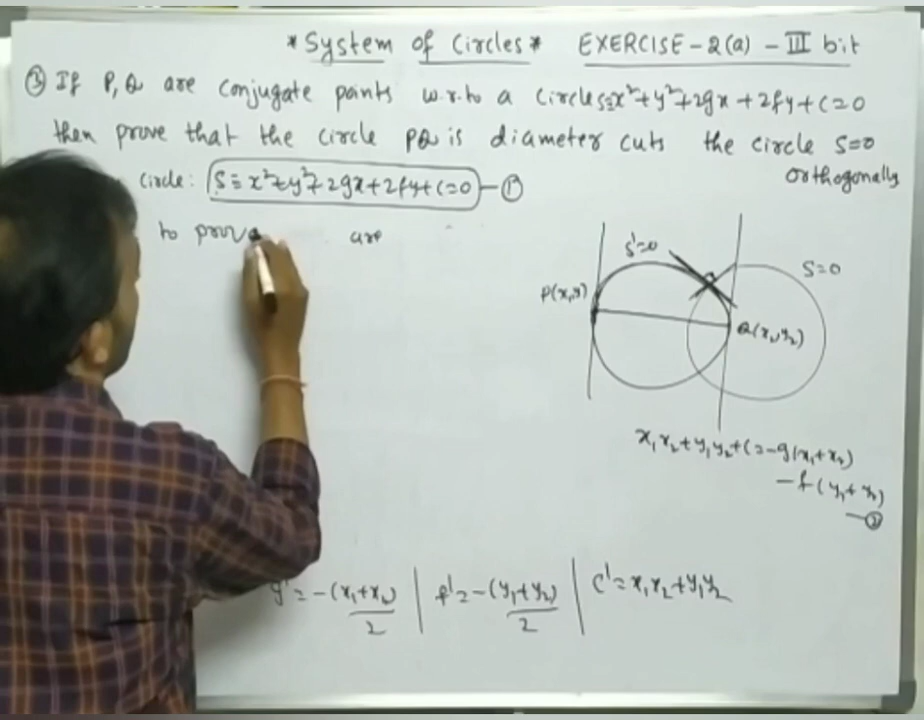 *System of Circles* EXERCISE-2(a) - III bit
③ If P,Q are conjugate points w.r.to a circle S≡x²+y²+2gx+2fy+c=0
then prove that the circle PQ is diameter cuts the circle S=0
orthogonally
circle: S≡x²+y²+2gx+2fy+c=0 —①
to prove are
S'=0
S=0
P(x,y)
Q(x₂,y₂)
x₁x₂+y₁y₂+c=-g(x₁+x₂)
-f(y₁+y₂)
g'=-(x₁+x₂)/2 | f'=-(y₁+y₂)/2 | c'=x₁x₂+y₁y₂